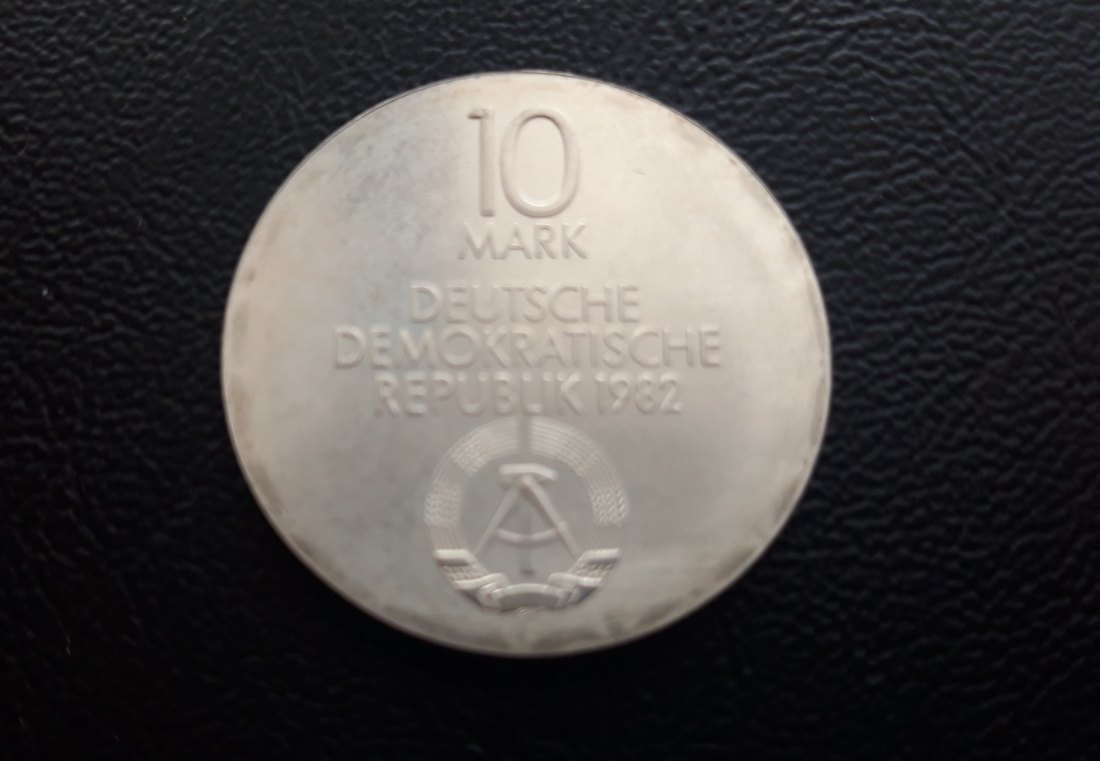 10
MARK
DEUTSCHE
DEMOKRATISCHE
REPUBLIK 1982